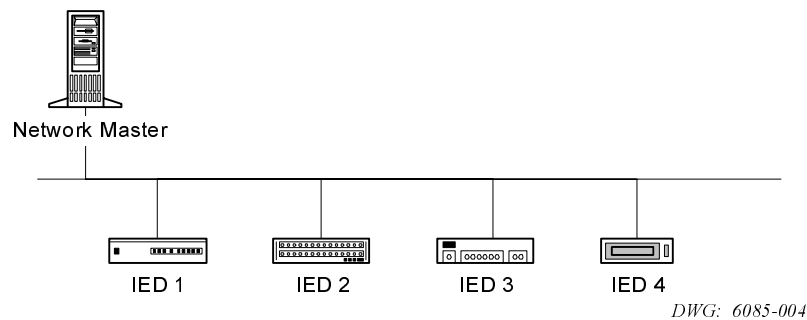 Network Master
IED 1
IED 2
IED 3
IED 4
DWG: 6085-004